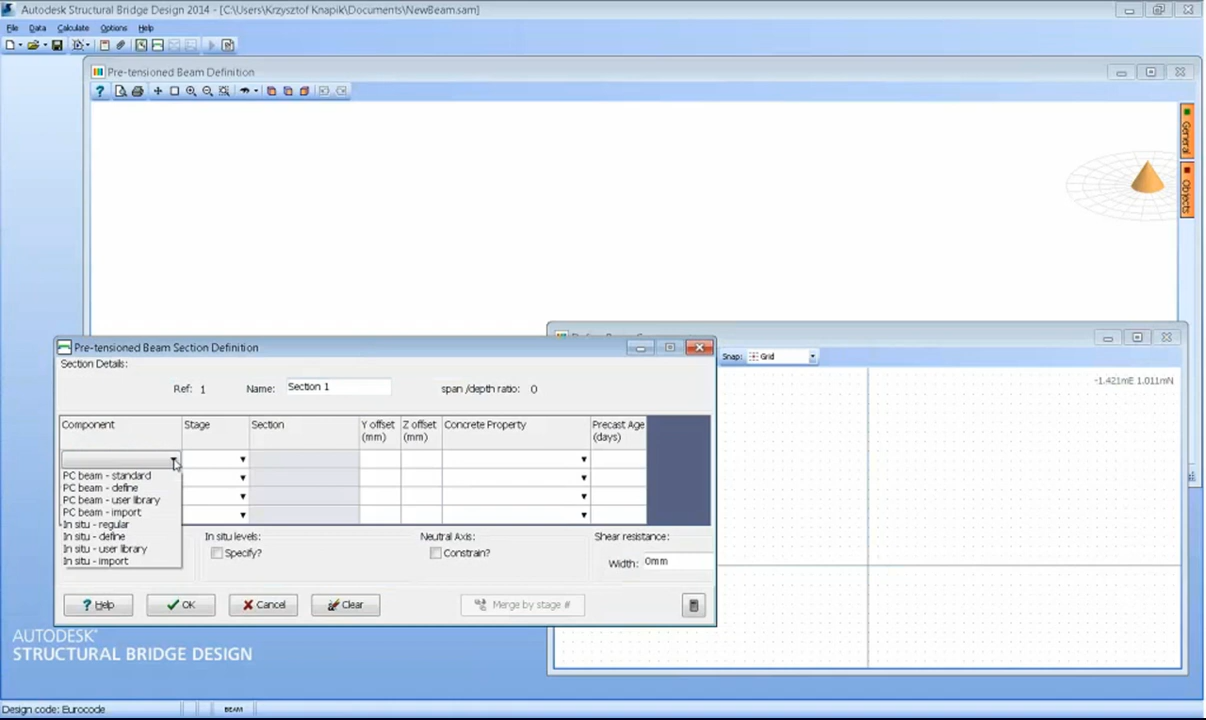 Autodesk Structural Bridge Design 2014 - [C:\Users\Krzysztof Knapik\Documents\NewBeam.sam]
File Data Calculate Options Help
Pre-tensioned Beam Definition
General
Objects
Pre-tensioned Beam Section Definition
Section Details:
Snap: Grid
-1.421mE 1.011mN
Ref: 1 Name: Section 1 span /depth ratio: 0
Component Stage Section Y offset (mm) Z offset (mm) Concrete Property Precast Age (days)
PC beam - standard
PC beam - define
PC beam - user library
PC beam - import
In situ - regular
In situ - define
In situ - user library
In situ - import
In situ levels: Neutral Axis: Shear resistance:
Specify? Constrain? Width: 0mm
Help OK Cancel Clear Merge by stage #
AUTODESK®
STRUCTURAL BRIDGE DESIGN
Design code: Eurocode BEAM